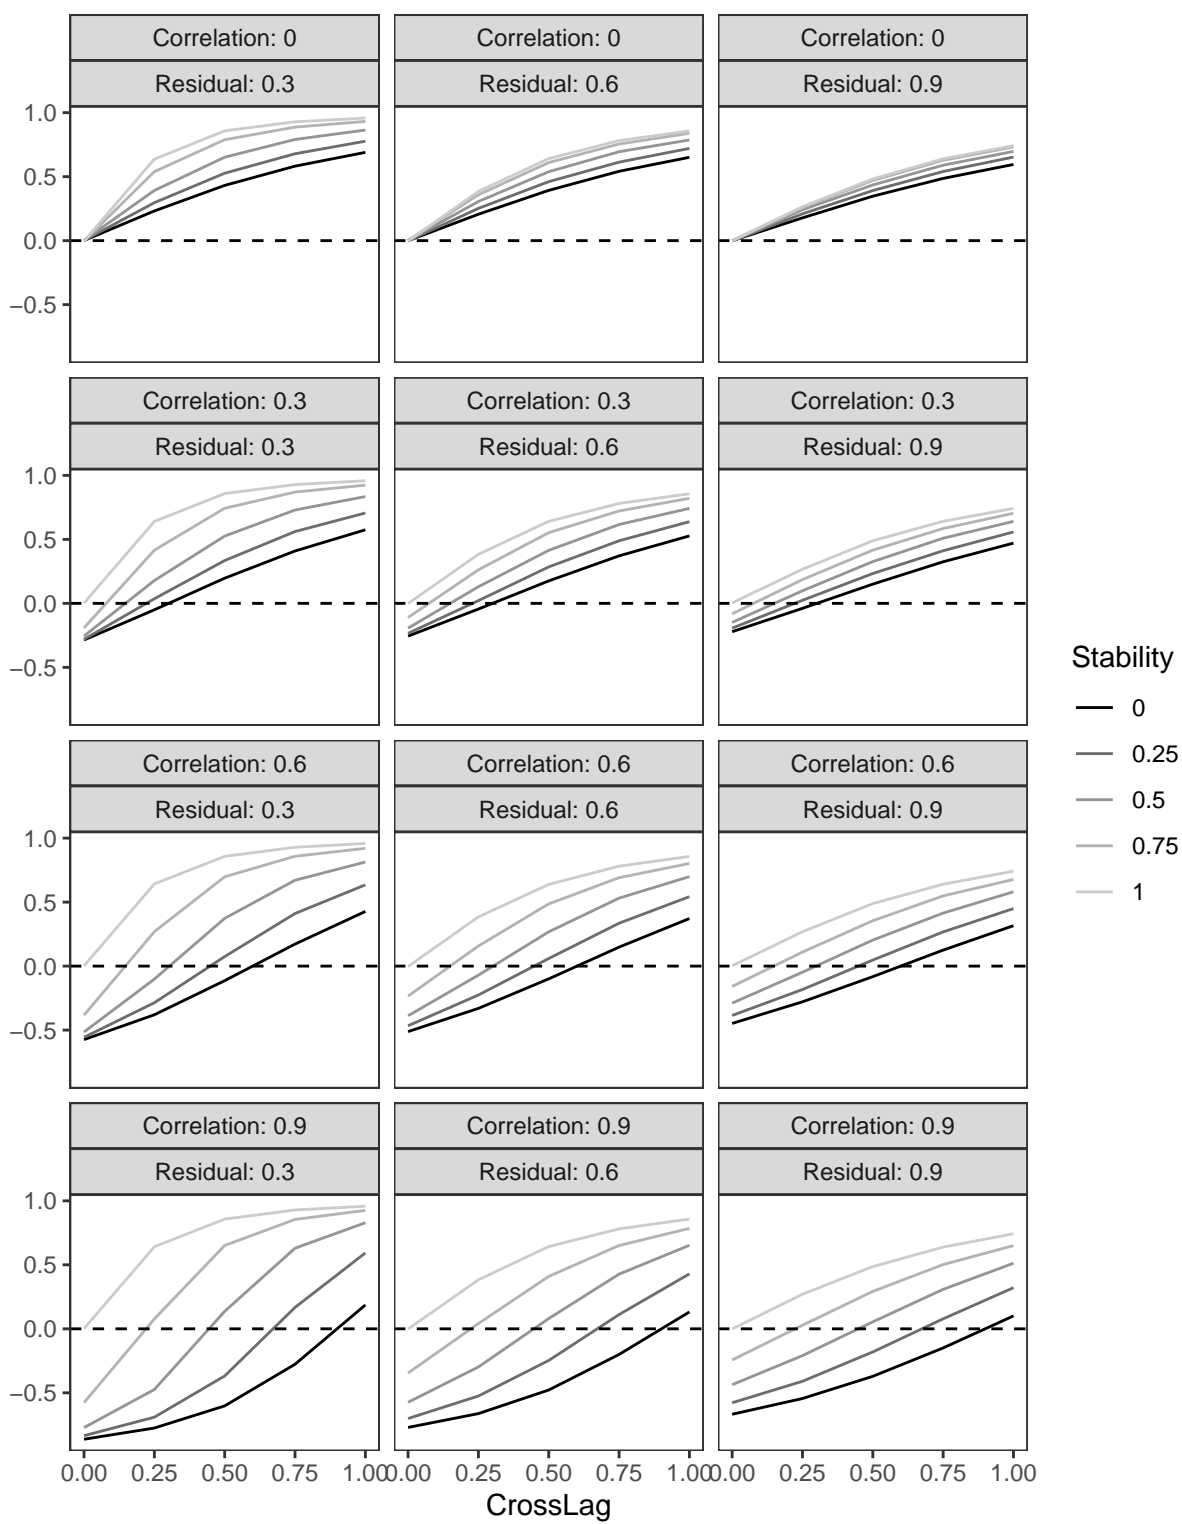 Correlation: 0
Correlation: 0
Correlation: 0
Residual: 0.3
Residual: 0.6
Residual: 0.9
1.0
0.5
0.0
−0.5
Correlation: 0.3
Correlation: 0.3
Correlation: 0.3
Residual: 0.3
Residual: 0.6
Residual: 0.9
1.0
0.5
0.0
−0.5
Correlation: 0.6
Correlation: 0.6
Correlation: 0.6
Residual: 0.3
Residual: 0.6
Residual: 0.9
1.0
0.5
0.0
−0.5
Correlation: 0.9
Correlation: 0.9
Correlation: 0.9
Residual: 0.3
Residual: 0.6
Residual: 0.9
1.0
0.5
0.0
−0.5
0.00 0.25 0.50 0.75 1.00
0.00 0.25 0.50 0.75 1.00
0.00 0.25 0.50 0.75 1.00
CrossLag
Stability
0
0.25
0.5
0.75
1